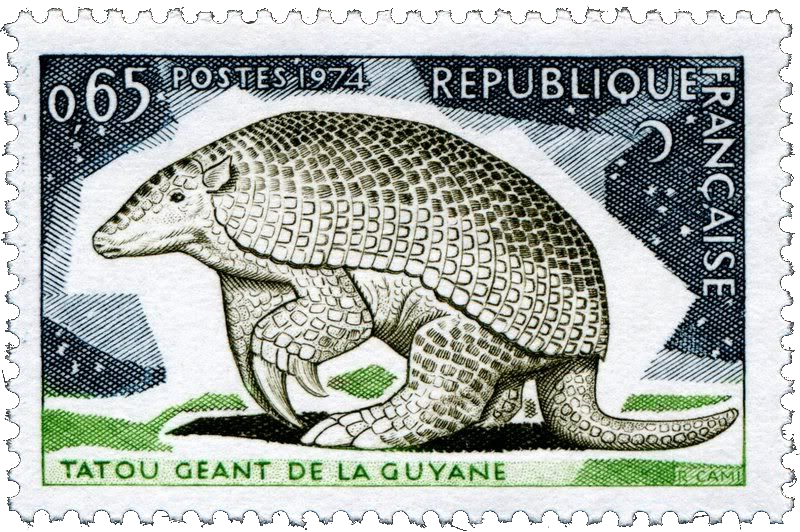 0,65 POSTES 1974 REPUBLIQUE
FRANÇAISE
TATOU GEANT DE LA GUYANE
R. CAMI